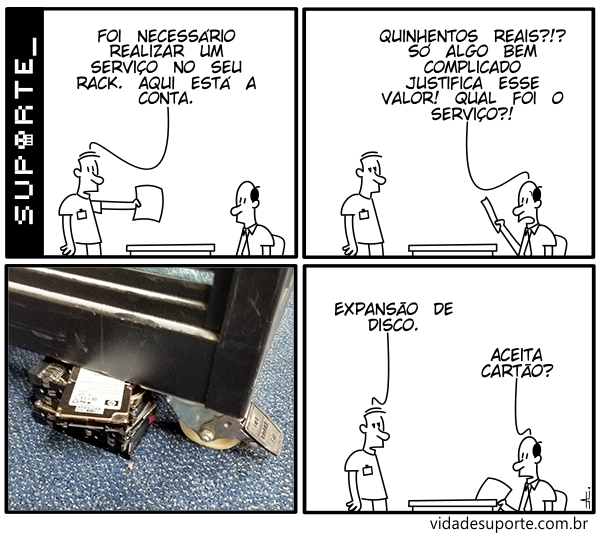 SUPORTE_
FOI NECESSÁRIO
REALIZAR UM
SERVIÇO NO SEU
RACK. AQUI ESTÁ A
CONTA.
QUINHENTOS REAIS?!?
SÓ ALGO BEM
COMPLICADO
JUSTIFICA ESSE
VALOR! QUAL FOI O
SERVIÇO?!
EXPANSÃO DE
DISCO.
ACEITA
CARTÃO?
vidadesuporte.com.br